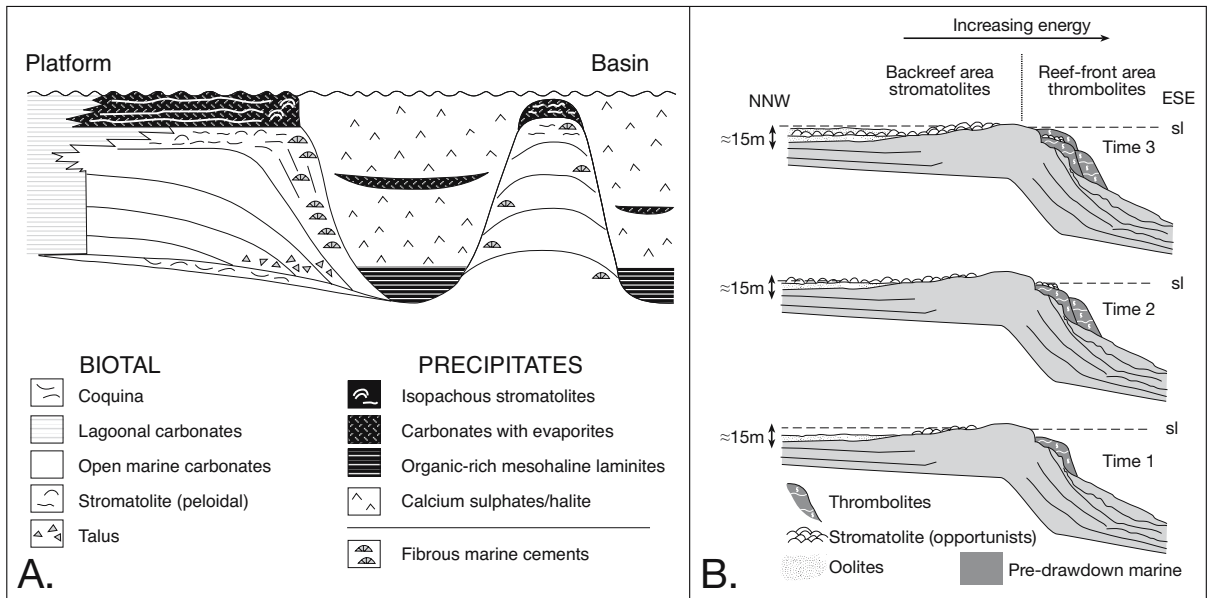 Platform
Basin
BIOTAL
Coquina
Lagoonal carbonates
Open marine carbonates
Stromatolite (peloidal)
Talus
PRECIPITATES
Isopachous stromatolites
Carbonates with evaporites
Organic-rich mesohaline laminites
Calcium sulphates/halite
Fibrous marine cements
A.
Increasing energy
Backreef area
stromatolites
Reef-front area
thrombolites
NNW
ESE
sl
≈15m
Time 3
sl
≈15m
Time 2
sl
≈15m
Time 1
Thrombolites
Stromatolite (opportunists)
Oolites
Pre-drawdown marine
B.